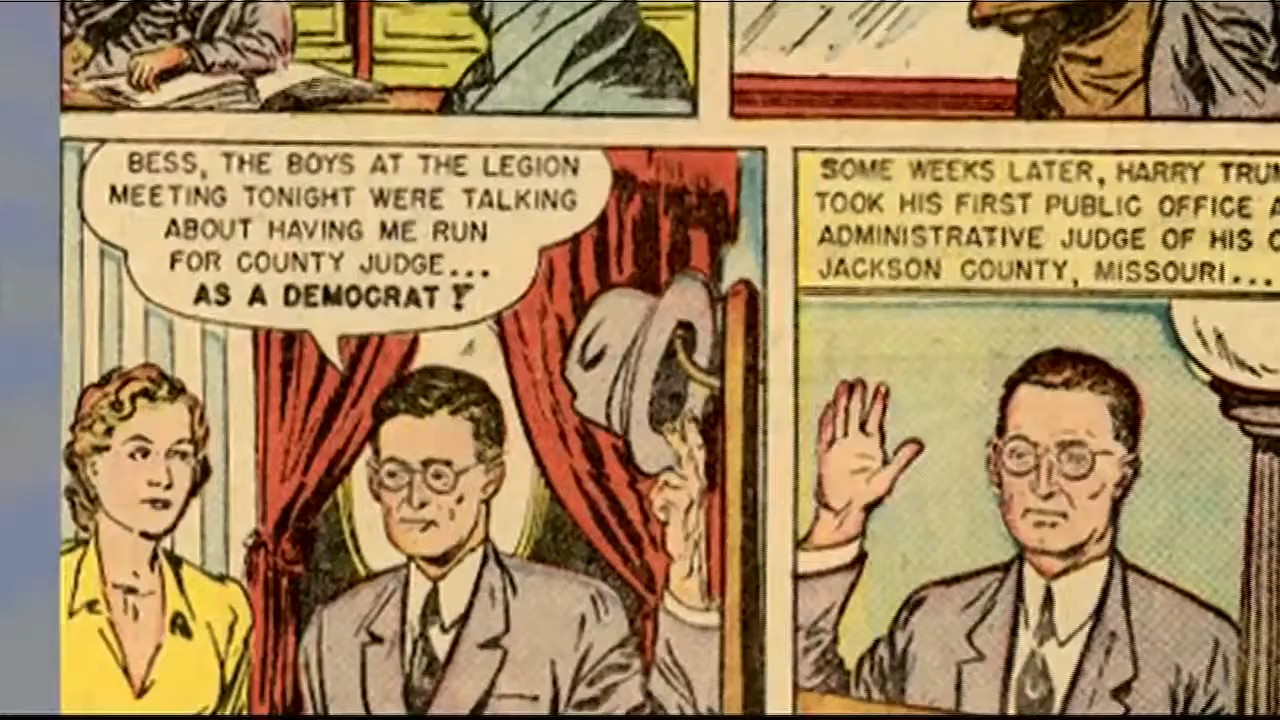 BESS, THE BOYS AT THE LEGION
MEETING TONIGHT WERE TALKING
ABOUT HAVING ME RUN
FOR COUNTY JUDGE...
AS A DEMOCRAT!
SOME WEEKS LATER, HARRY
TOOK HIS FIRST PUBLIC OFFICE
ADMINISTRATIVE JUDGE OF HIS
JACKSON COUNTY, MISSOURI...